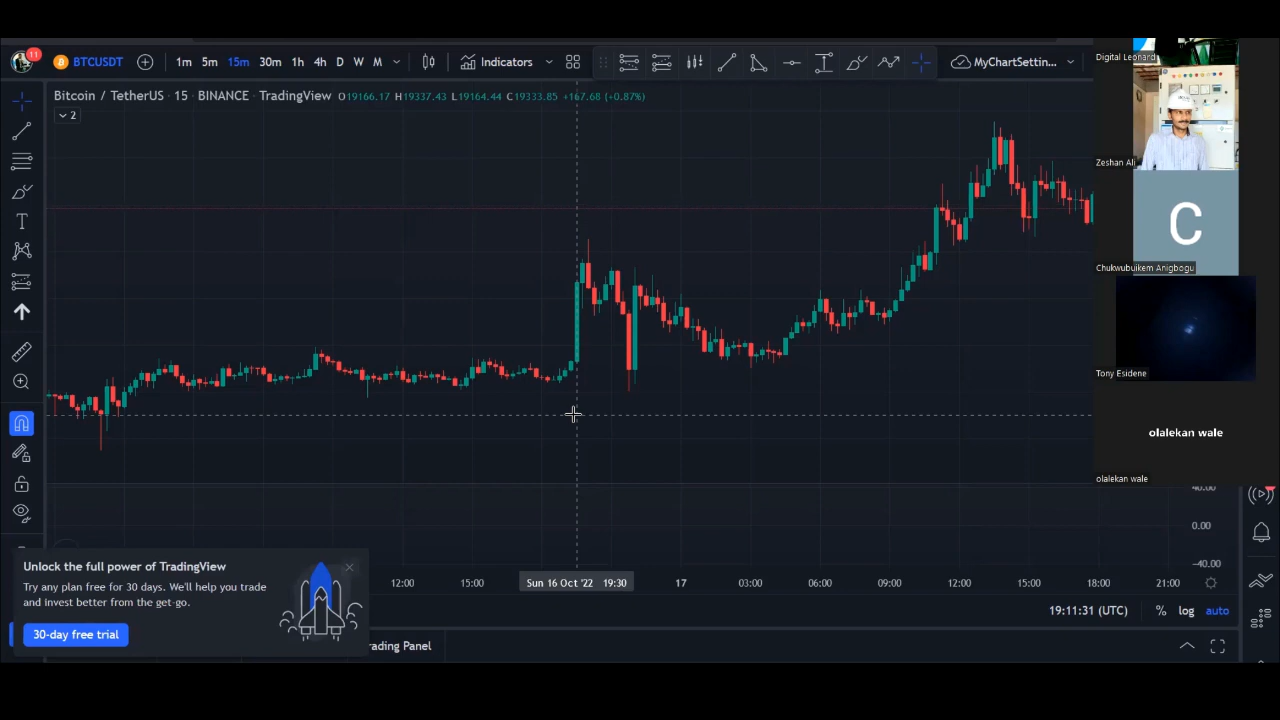 11
BTCUSDT
1m 5m 15m 30m 1h 4h D W M
Indicators
MyChartSettin...
Bitcoin / TetherUS · 15 · BINANCE · TradingView O19166.17 H19337.43 L19164.44 C19333.85 +167.68 (+0.87%)
2
Digital Leonard
Zeshan Ali
C
Chukwubuikem Anigbogu
Tony Esidene
olalekan wale
olalekan wale
40.00
0.00
−40.00
12:00 15:00 Sun 16 Oct '22 19:30 17 03:00 06:00 09:00 12:00 15:00 18:00 21:00
Unlock the full power of TradingView
Try any plan free for 30 days. We'll help you trade
and invest better from the get-go.
30-day free trial
19:11:31 (UTC) % log auto
rading Panel